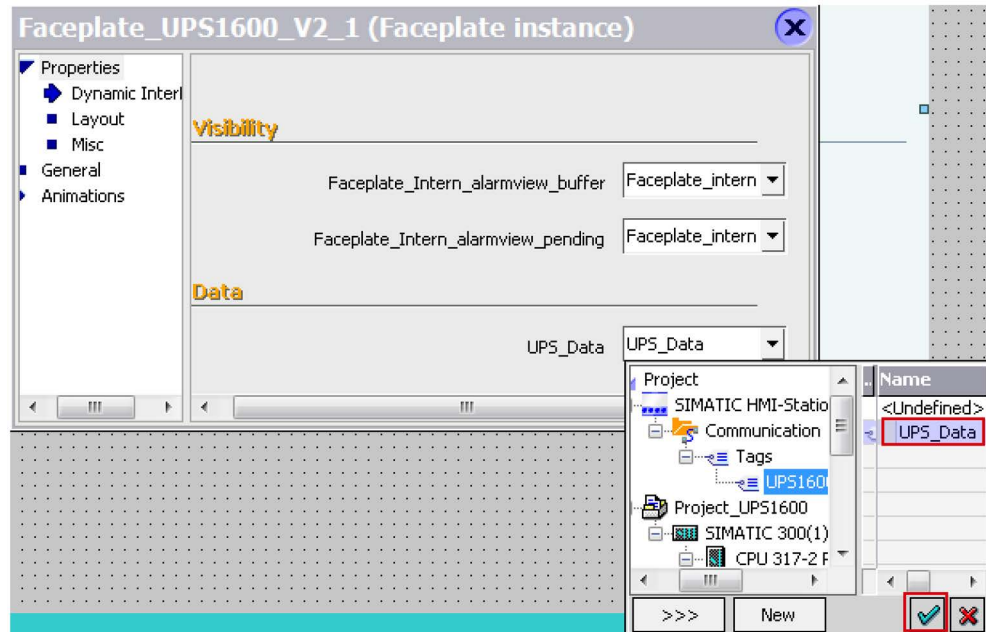 Faceplate_UPS1600_V2_1 (Faceplate instance)
Properties
Dynamic Interf
Layout
Misc
General
Animations
Visibility
Faceplate_Intern_alarmview_buffer
Faceplate_intern
Faceplate_Intern_alarmview_pending
Faceplate_intern
Data
UPS_Data
UPS_Data
Project
SIMATIC HMI-Statio
Communication
Tags
UPS160
Project_UPS1600
SIMATIC 300(1)
CPU 317-2 F
.. Name
<Undefined>
UPS_Data
>>>
New